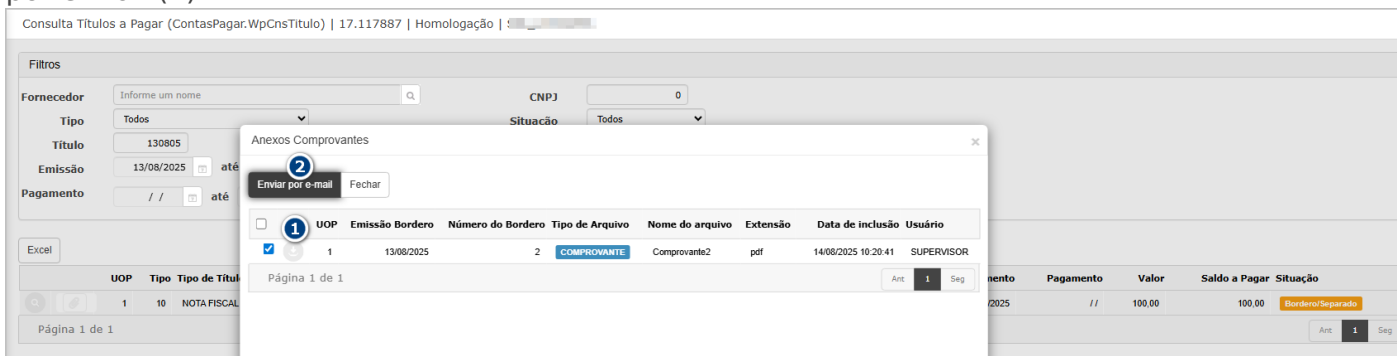 Consulta Títulos a Pagar (ContasPagar.WpCnsTitulo) | 17.117887 | Homologação |
Filtros
Fornecedor Informe um nome CNPJ 0
Tipo Todos Situação Todos
Título 130805
Emissão 13/08/2025 até
Pagamento / / até
Anexos Comprovantes ×
2
Enviar por e-mail Fechar
1
UOP Emissão Bordero Número do Bordero Tipo de Arquivo Nome do arquivo Extensão Data de inclusão Usuário
1 13/08/2025 2 COMPROVANTE Comprovante2 pdf 14/08/2025 10:20:41 SUPERVISOR
Página 1 de 1 Ant 1 Seg
Excel
UOP Tipo Tipo de Títul Pagamento Valor Saldo a Pagar Situação
1 10 NOTA FISCAL /2025 / / 100,00 100,00 Bordero/Separado
Página 1 de 1 Ant 1 Seg